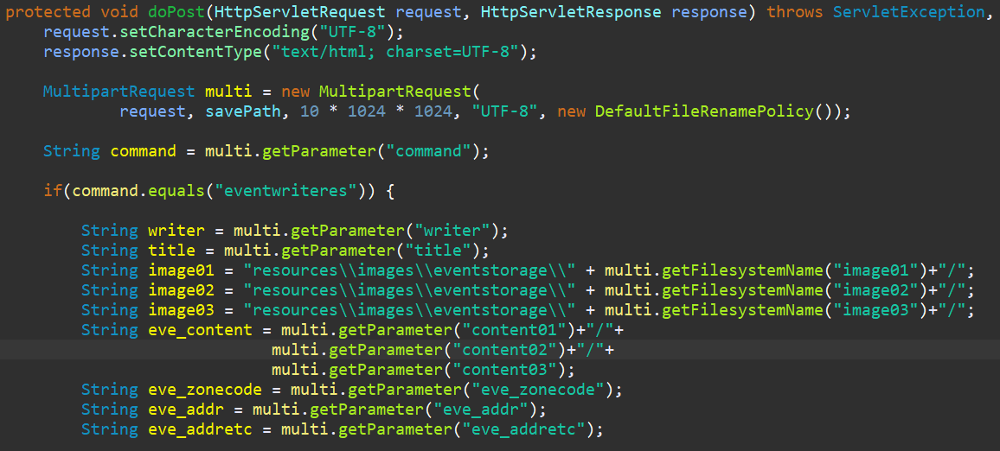 protected void doPost(HttpServletRequest request, HttpServletResponse response) throws ServletException,
request.setCharacterEncoding("UTF-8");
response.setContentType("text/html; charset=UTF-8");
MultipartRequest multi = new MultipartRequest(
request, savePath, 10 * 1024 * 1024, "UTF-8", new DefaultFileRenamePolicy());
String command = multi.getParameter("command");
if(command.equals("eventwriteres")) {
String writer = multi.getParameter("writer");
String title = multi.getParameter("title");
String image01 = "resources\\images\\eventstorage\\" + multi.getFilesystemName("image01")+"/";
String image02 = "resources\\images\\eventstorage\\" + multi.getFilesystemName("image02")+"/";
String image03 = "resources\\images\\eventstorage\\" + multi.getFilesystemName("image03")+"/";
String eve_content = multi.getParameter("content01")+"/"+
multi.getParameter("content02")+"/"+
multi.getParameter("content03");
String eve_zonecode = multi.getParameter("eve_zonecode");
String eve_addr = multi.getParameter("eve_addr");
String eve_addretc = multi.getParameter("eve_addretc");